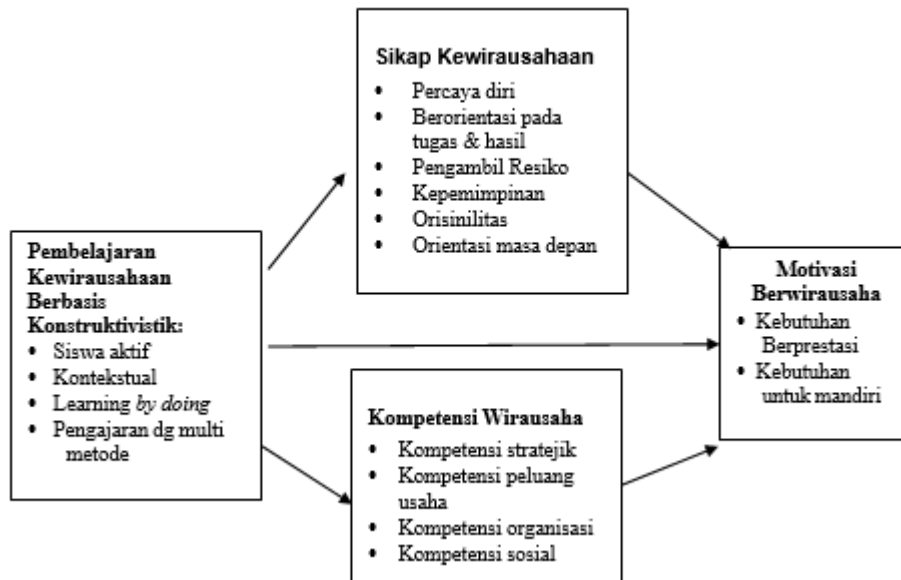 Sikap Kewirausahaan
• Percaya diri
• Berorientasi pada
tugas & hasil
• Pengambil Resiko
• Kepemimpinan
• Orisinilitas
• Orientasi masa depan
Pembelajaran
Kewirausahaan
Berbasis
Konstruktivistik:
• Siswa aktif
• Kontekstual
• Learning by doing
• Pengajaran dg multi
metode
Kompetensi Wirausaha
• Kompetensi stratejik
• Kompetensi peluang
usaha
• Kompetensi organisasi
• Kompetensi sosial
Motivasi
Berwirausaha
• Kebutuhan
Berprestasi
• Kebutuhan
untuk mandiri